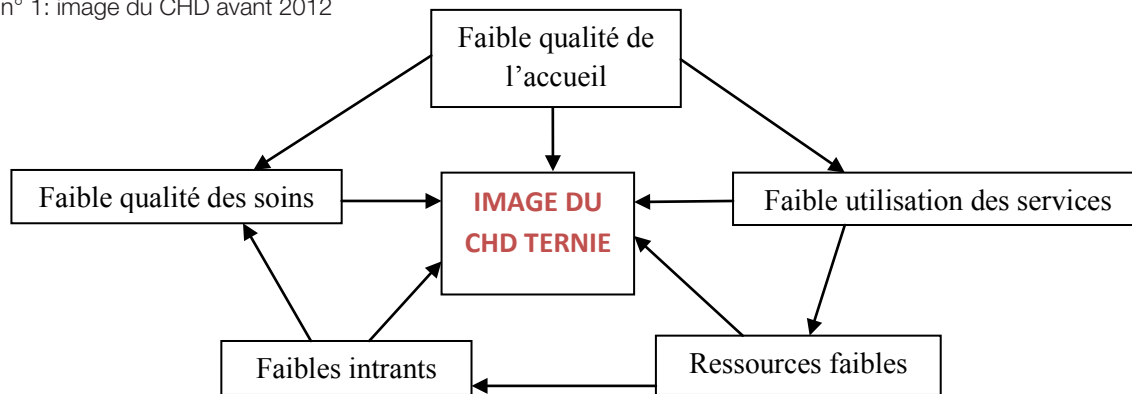 n° 1: image du CHD avant 2012
Faible qualité de
l’accueil
Faible qualité des soins
IMAGE DU
CHD TERNIE
Faible utilisation des services
Faibles intrants
Ressources faibles